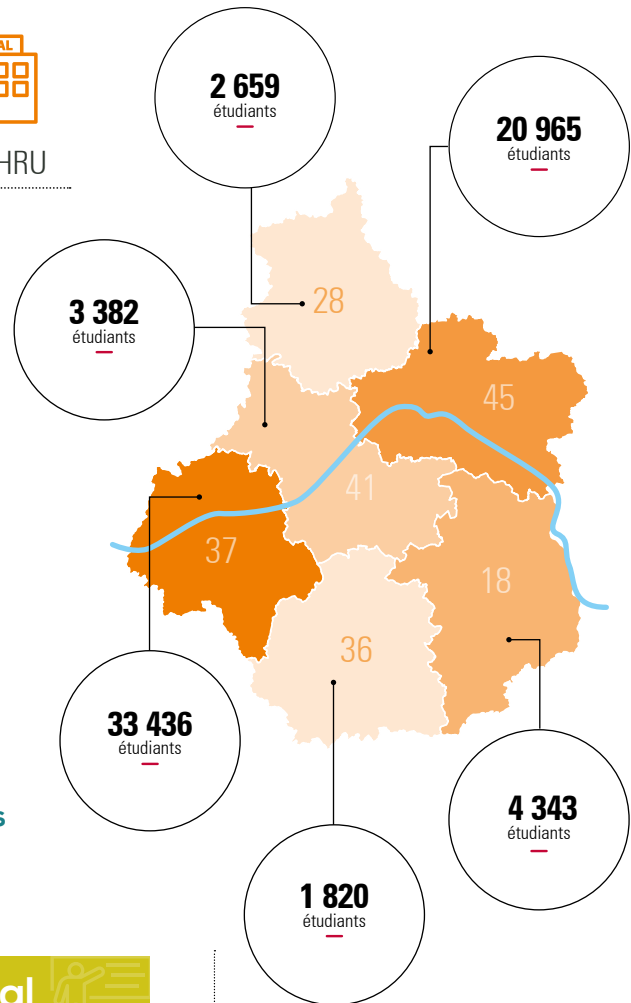 AL
HRU
2 659
étudiants
20 965
étudiants
3 382
étudiants
28
45
41
37
18
36
33 436
étudiants
4 343
étudiants
1 820
étudiants
s
al